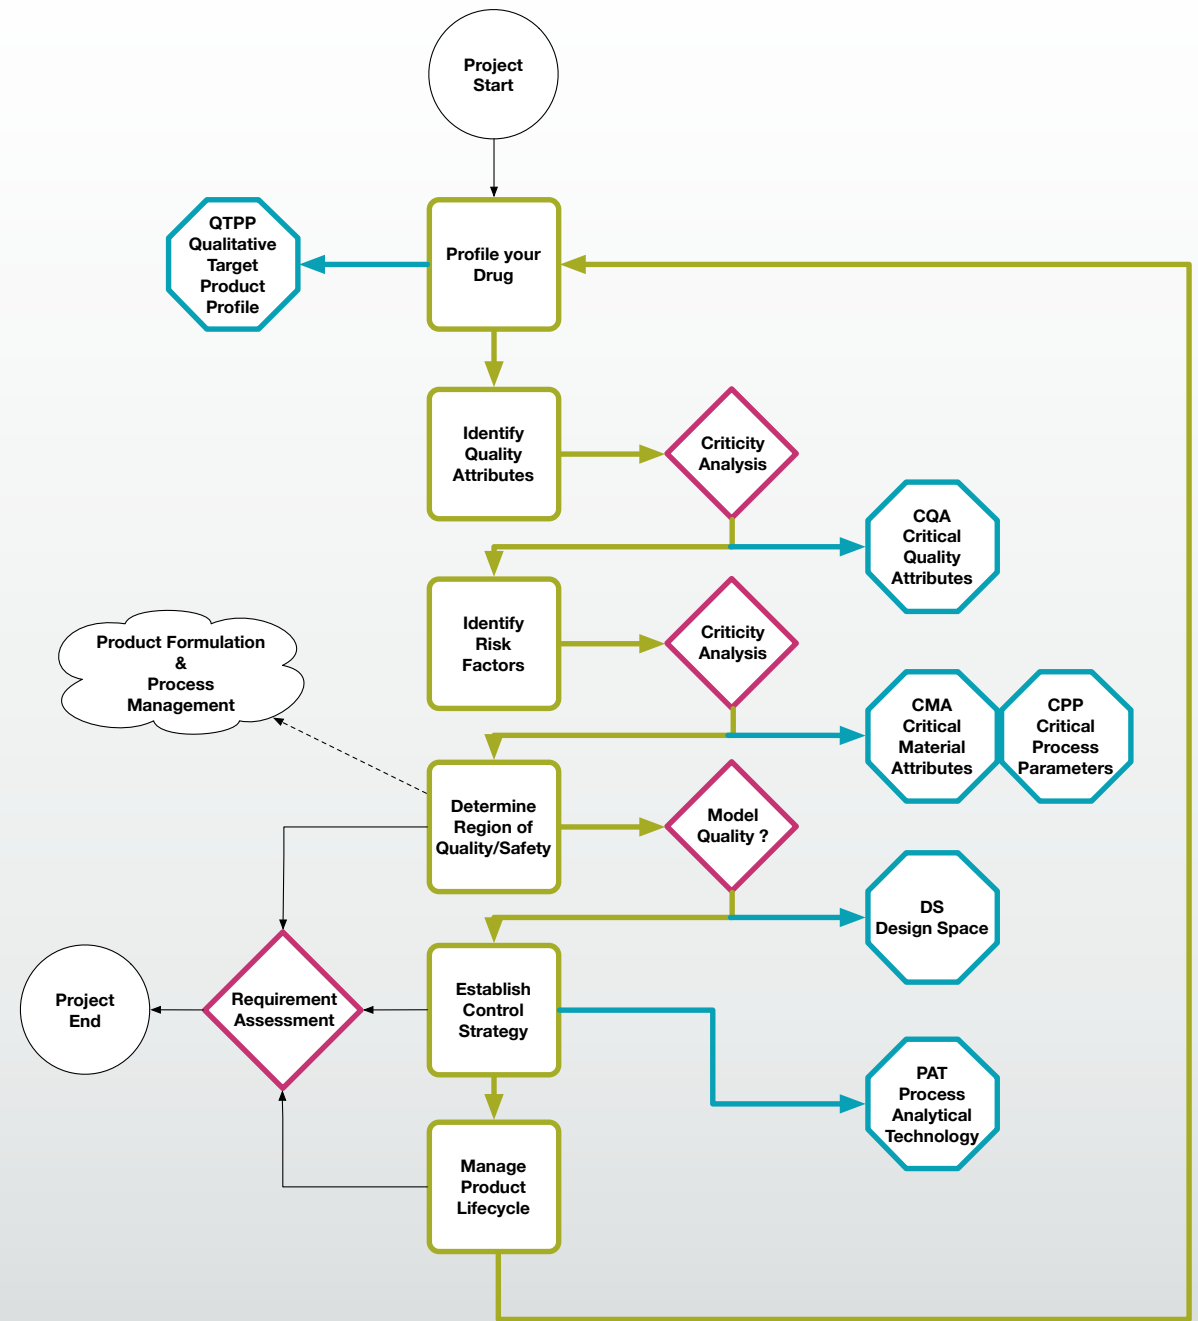 Project
Start
QTPP
Qualitative
Target
Product
Profile
Profile your
Drug
Identify
Quality
Attributes
Criticity
Analysis
CQA
Critical
Quality
Attributes
Identify
Risk
Factors
Criticity
Analysis
Product Formulation
&
Process
Management
CMA
Critical
Material
Attributes
CPP
Critical
Process
Parameters
Determine
Region of
Quality/Safety
Model
Quality ?
DS
Design Space
Project
End
Requirement
Assessment
Establish
Control
Strategy
PAT
Process
Analytical
Technology
Manage
Product
Lifecycle